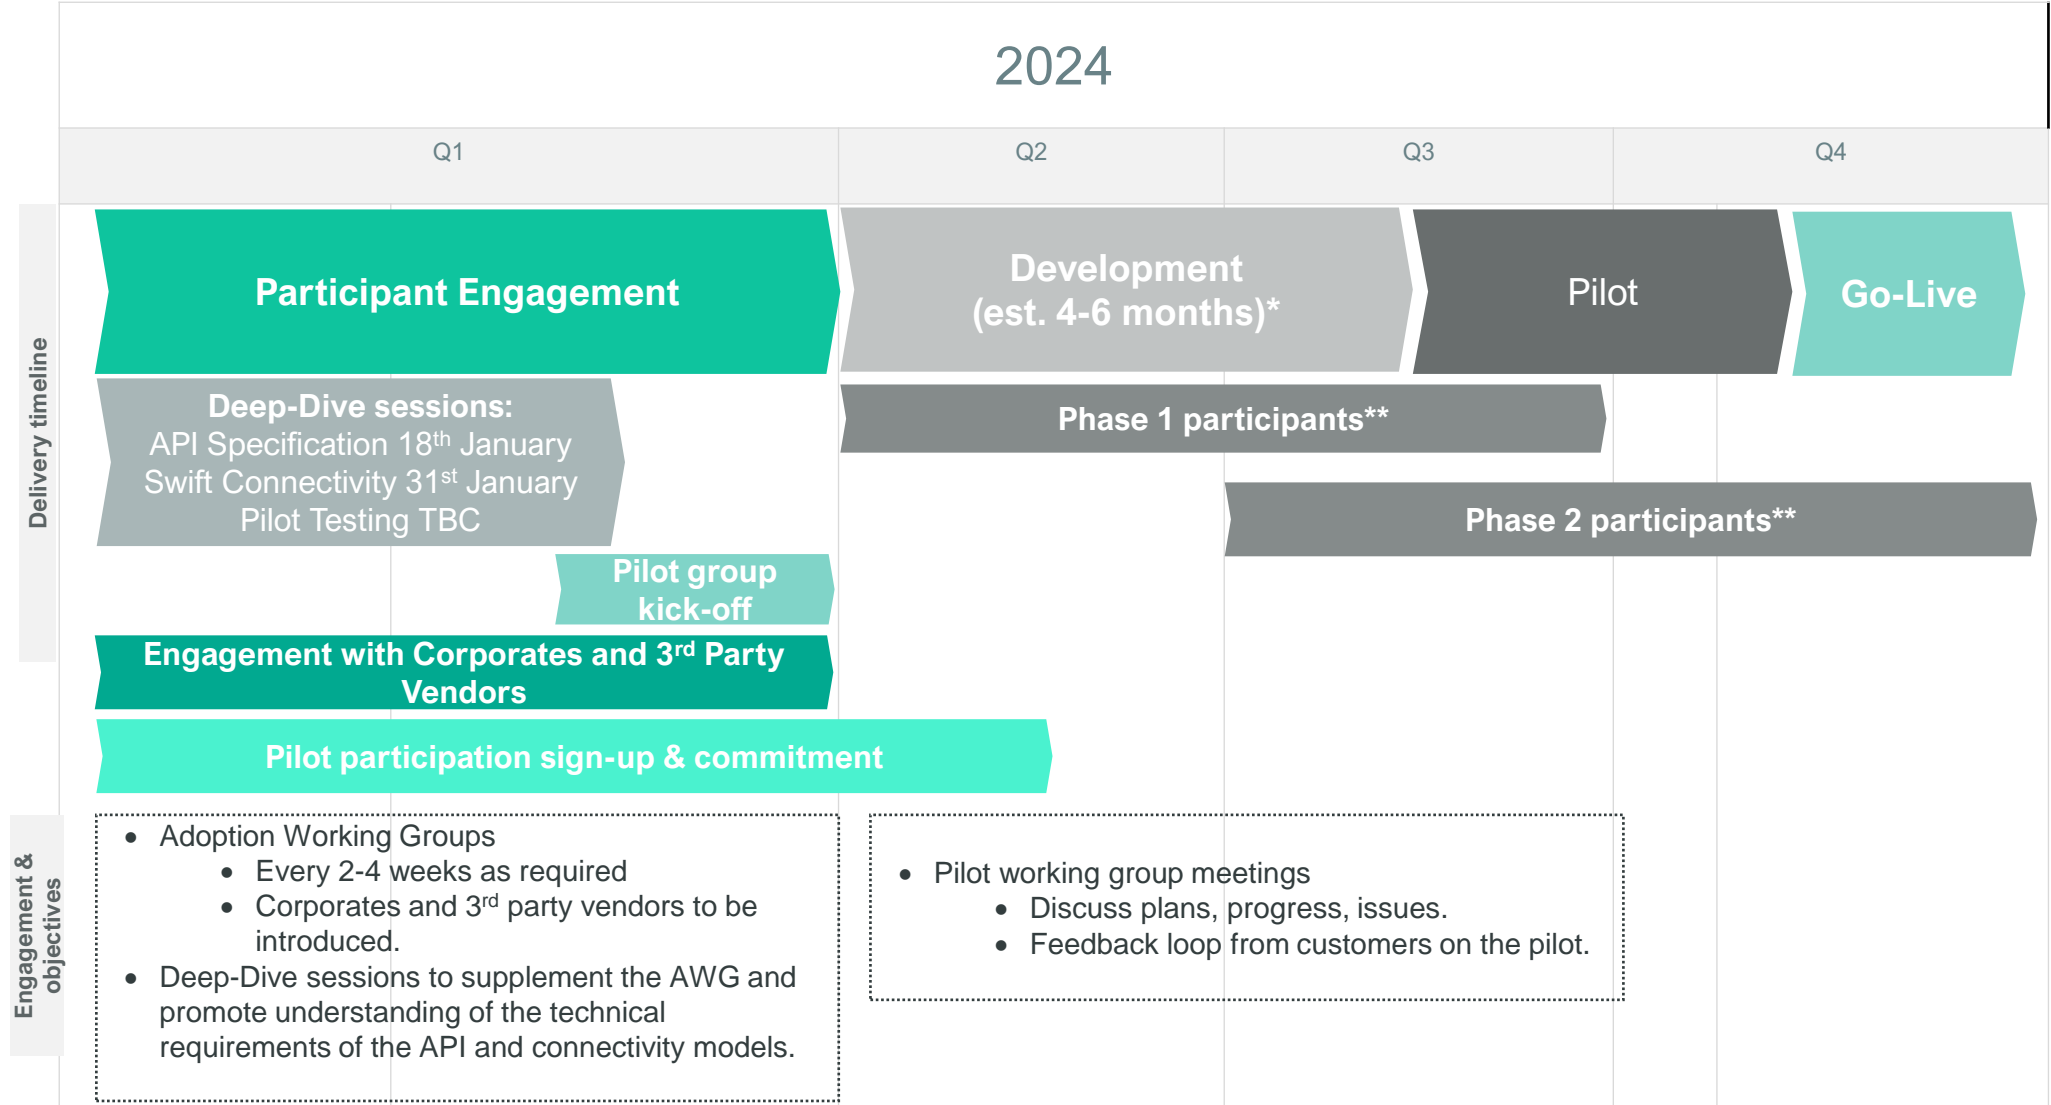 2024
Q1
Q2
Q3
Q4
Delivery timeline
Participant Engagement
Development
(est. 4-6 months)*
Pilot
Go-Live
Deep-Dive sessions:
API Specification 18th January
Swift Connectivity 31st January
Pilot Testing TBC
Phase 1 participants**
Phase 2 participants**
Pilot group
kick-off
Engagement with Corporates and 3rd Party
Vendors
Pilot participation sign-up & commitment
Engagement &
objectives
• Adoption Working Groups
• Every 2-4 weeks as required
• Corporates and 3rd party vendors to be
introduced.
• Deep-Dive sessions to supplement the AWG and
promote understanding of the technical
requirements of the API and connectivity models.
• Pilot working group meetings
• Discuss plans, progress, issues.
• Feedback loop from customers on the pilot.